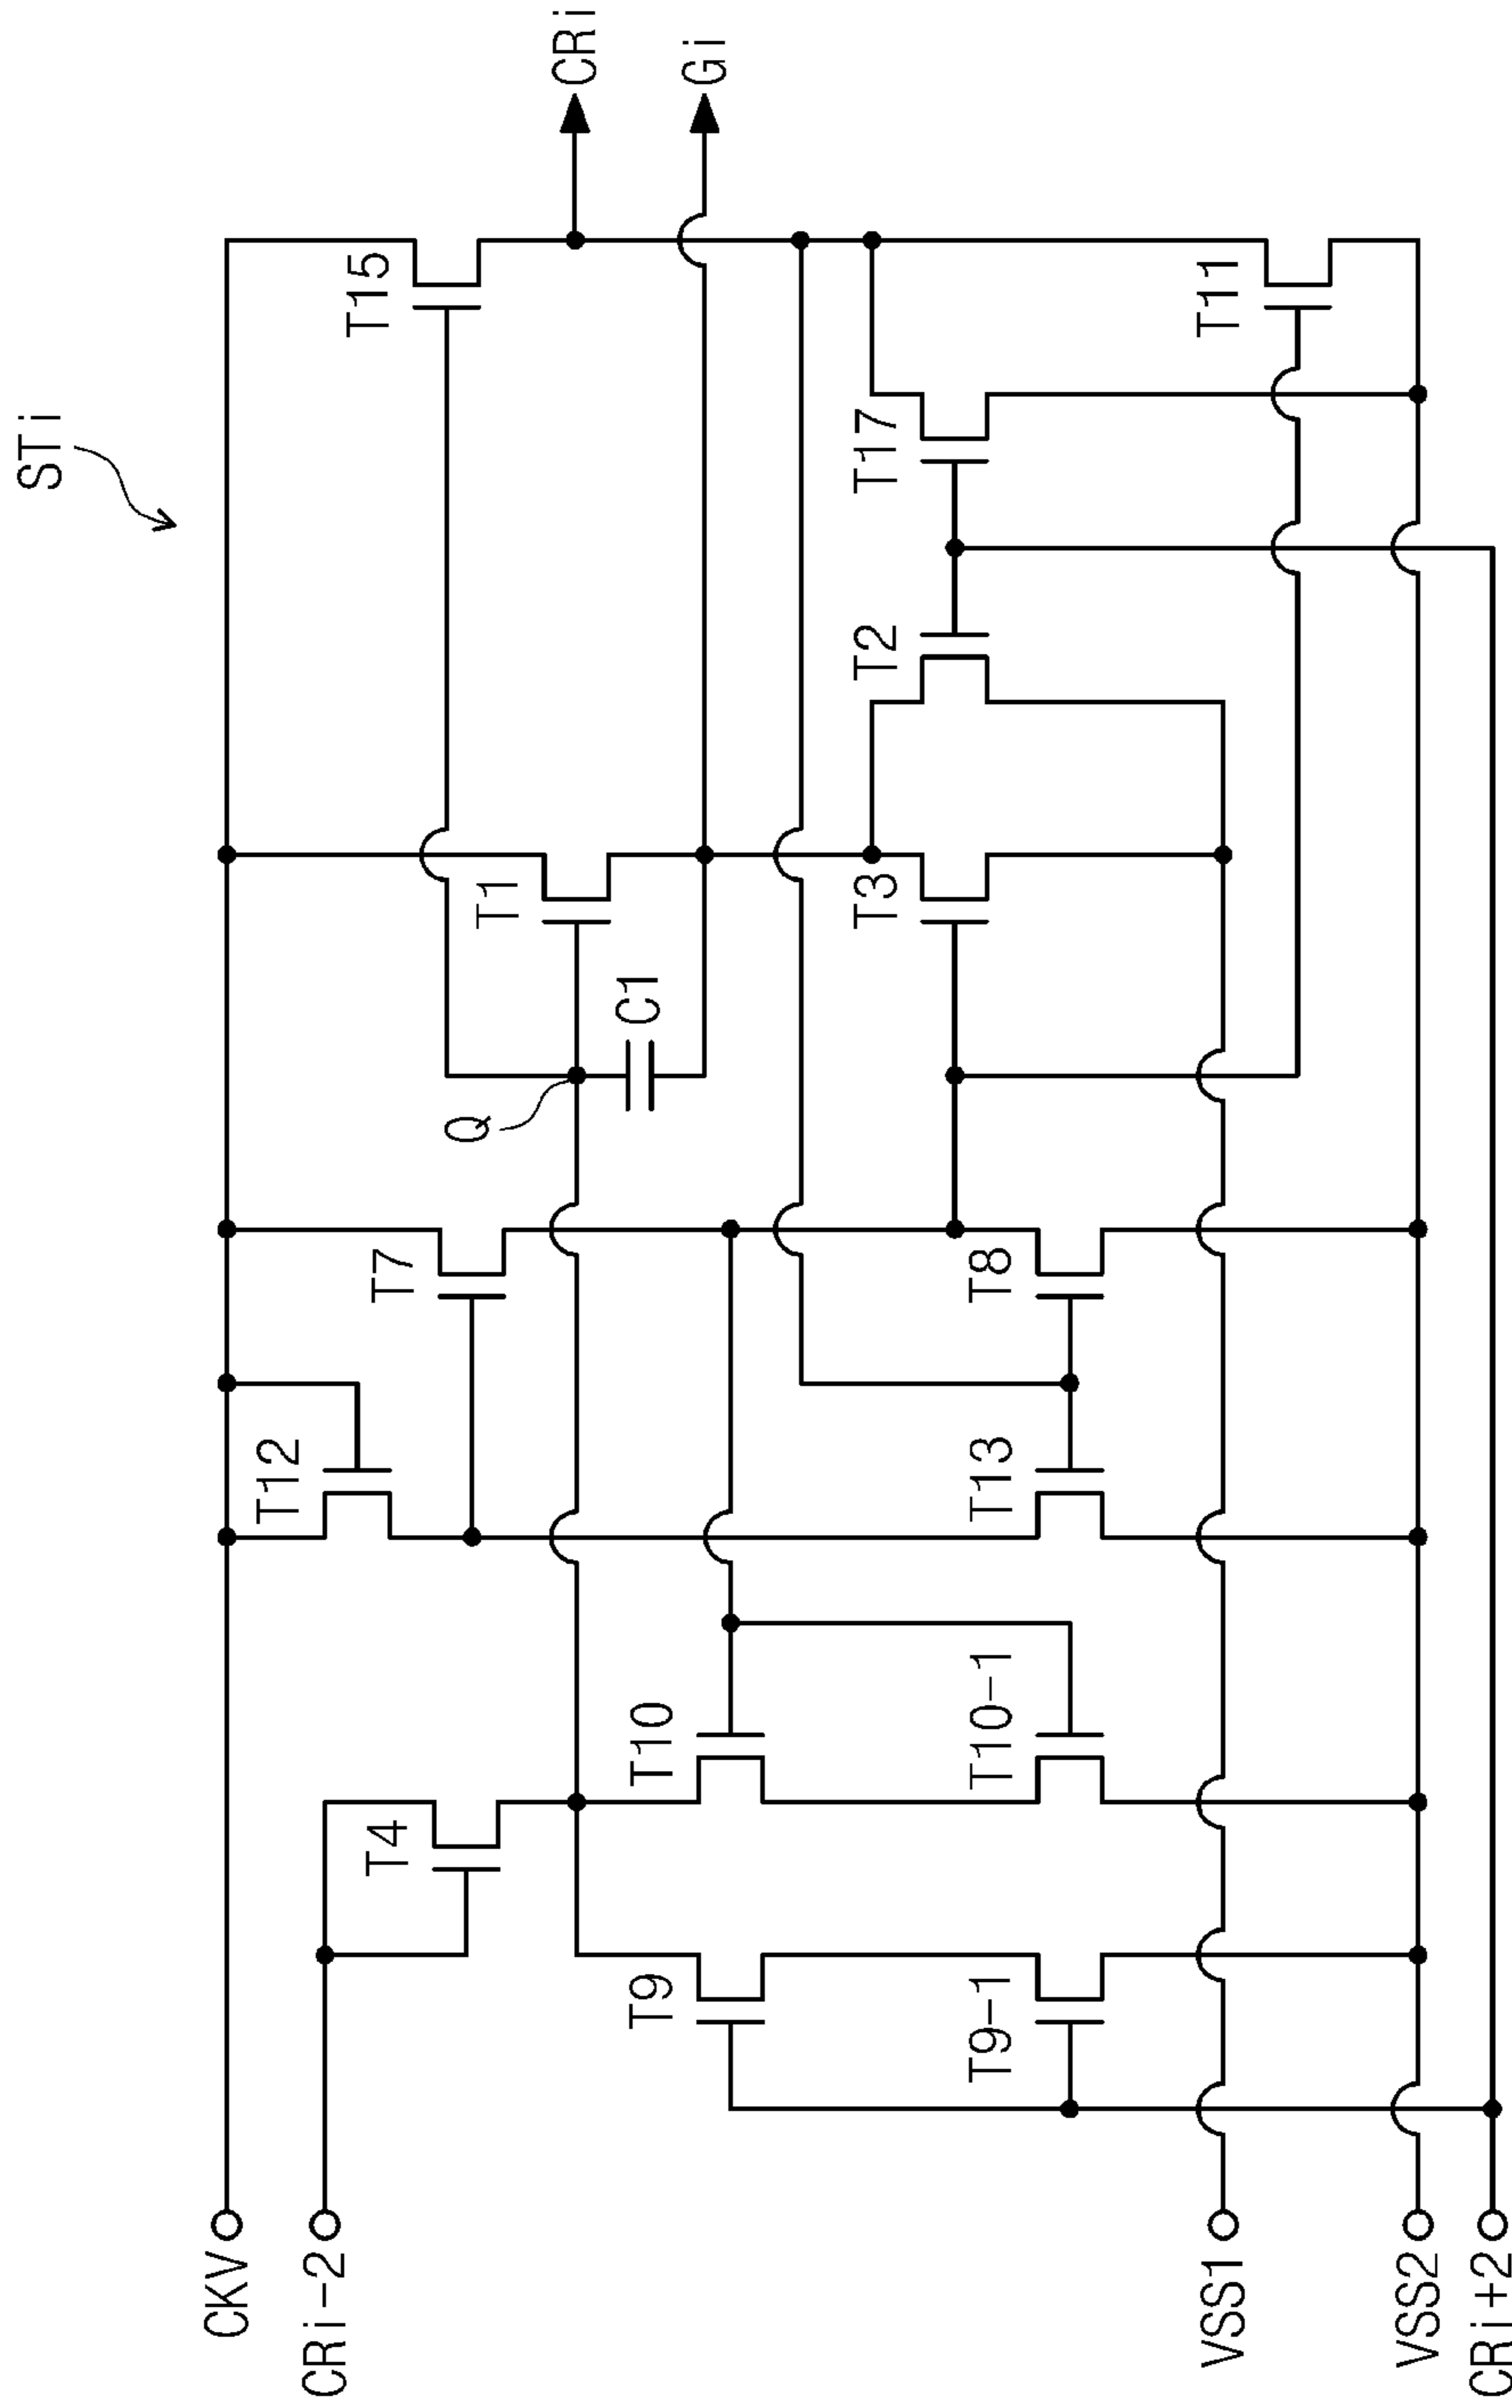 STi
CKV
CRi-2
VSS1
VSS2
CRi+2
T4
T9
T9-1
T10
T10-1
T12
T7
T13
T8
Q
C1
T1
T3
T2
T17
T15
T11
CRi
Gi